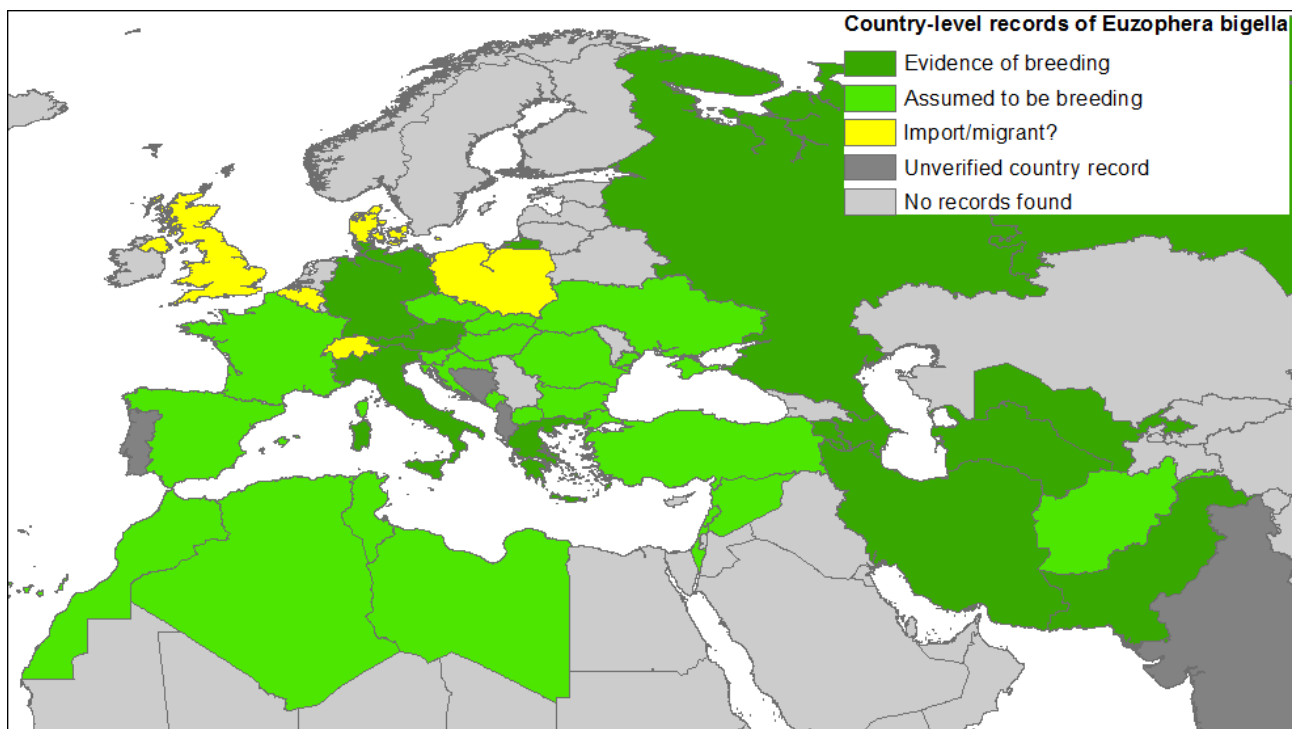 Country-level records of Euzophera bigella
Evidence of breeding
Assumed to be breeding
Import/migrant?
Unverified country record
No records found